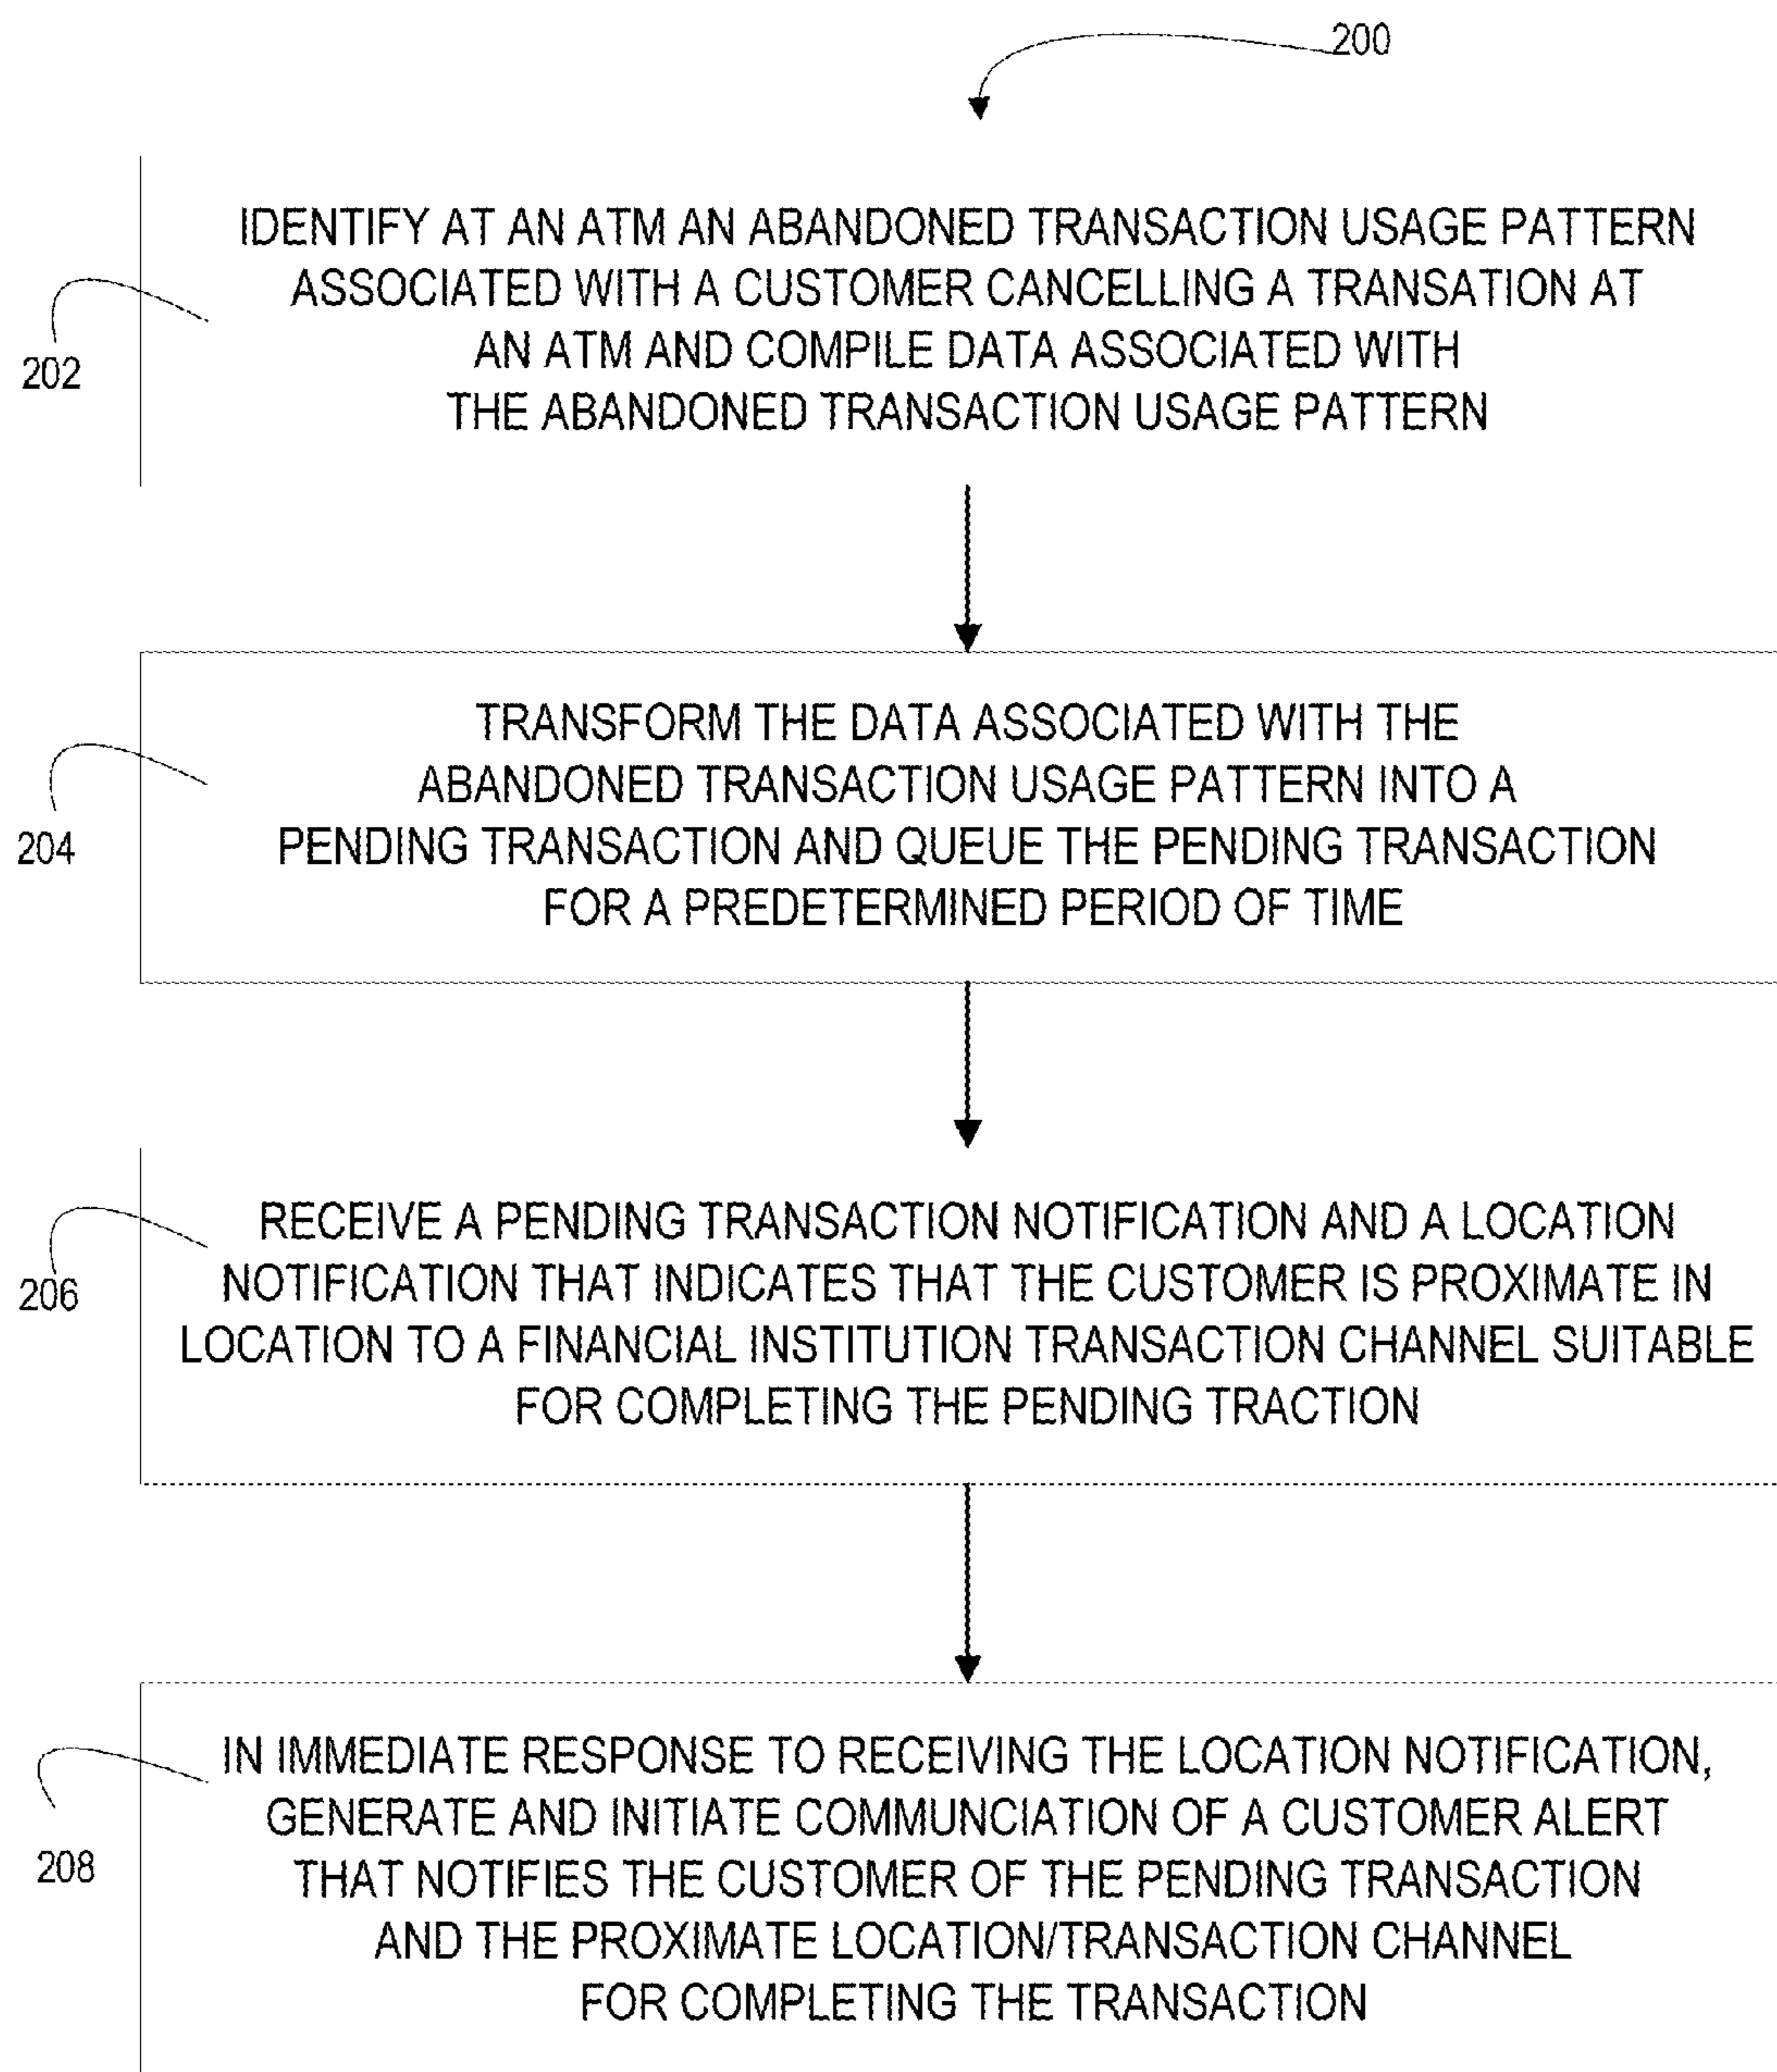 200
IDENTIFY AT AN ATM AN ABANDONED TRANSACTION USAGE PATTERN
ASSOCIATED WITH A CUSTOMER CANCELLING A TRANSATION AT
AN ATM AND COMPILE DATA ASSOCIATED WITH
THE ABANDONED TRANSACTION USAGE PATTERN
202
TRANSFORM THE DATA ASSOCIATED WITH THE
ABANDONED TRANSACTION USAGE PATTERN INTO A
PENDING TRANSACTION AND QUEUE THE PENDING TRANSACTION
FOR A PREDETERMINED PERIOD OF TIME
204
RECEIVE A PENDING TRANSACTION NOTIFICATION AND A LOCATION
NOTIFICATION THAT INDICATES THAT THE CUSTOMER IS PROXIMATE IN
LOCATION TO A FINANCIAL INSTITUTION TRANSACTION CHANNEL SUITABLE
FOR COMPLETING THE PENDING TRACTION
206
IN IMMEDIATE RESPONSE TO RECEIVING THE LOCATION NOTIFICATION,
GENERATE AND INITIATE COMMUNCIATION OF A CUSTOMER ALERT
THAT NOTIFIES THE CUSTOMER OF THE PENDING TRANSACTION
AND THE PROXIMATE LOCATION/TRANSACTION CHANNEL
FOR COMPLETING THE TRANSACTION
208